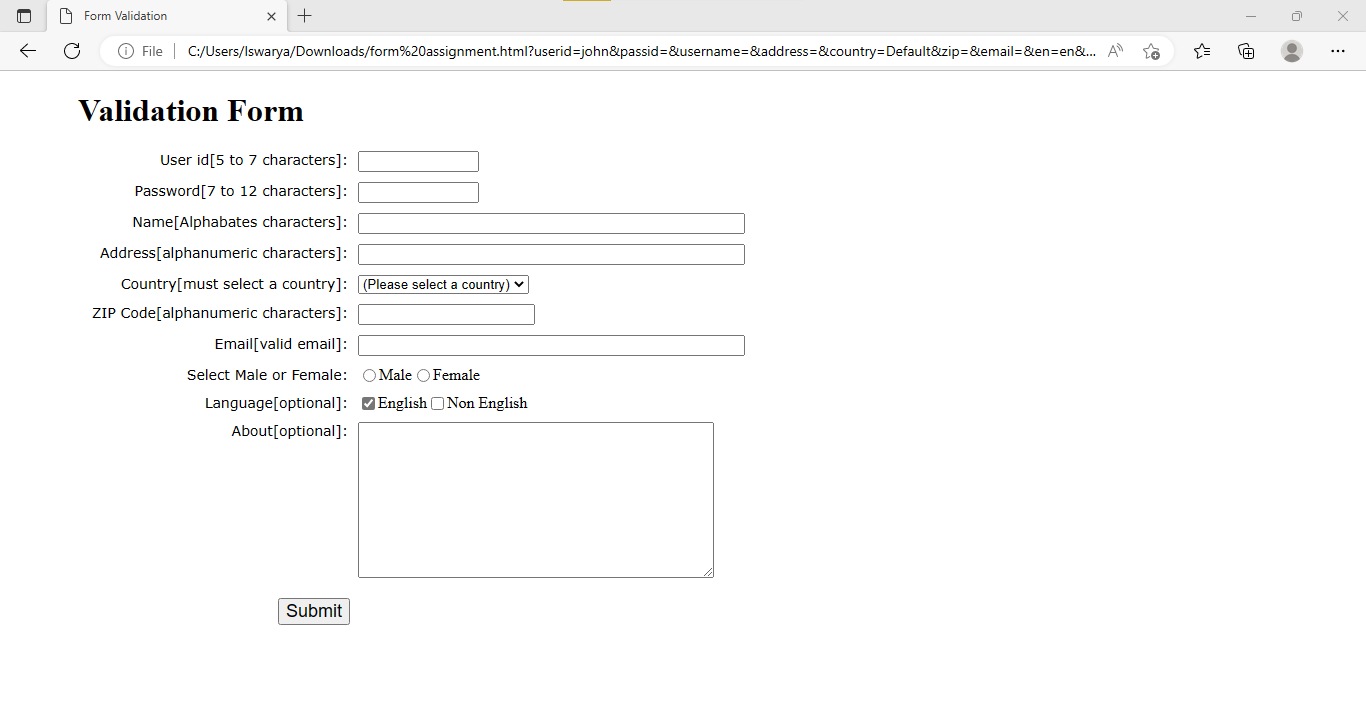 Form Validation
File | C:/Users/Iswarya/Downloads/form%20assignment.html?userid=john&passid=&username=&address=&country=Default&zip=&email=&en=en&...
Validation Form
User id[5 to 7 characters]:
Password[7 to 12 characters]:
Name[Alphabates characters]:
Address[alphanumeric characters]:
Country[must select a country]: (Please select a country)
ZIP Code[alphanumeric characters]:
Email[valid email]:
Select Male or Female: Male Female
Language[optional]: English Non English
About[optional]:
Submit